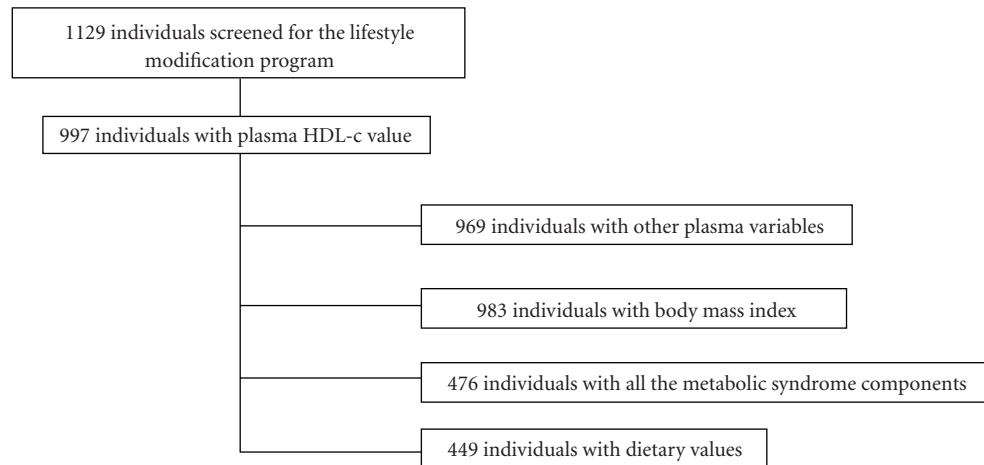 1129 individuals screened for the lifestyle
modification program
997 individuals with plasma HDL-c value
969 individuals with other plasma variables
983 individuals with body mass index
476 individuals with all the metabolic syndrome components
449 individuals with dietary values